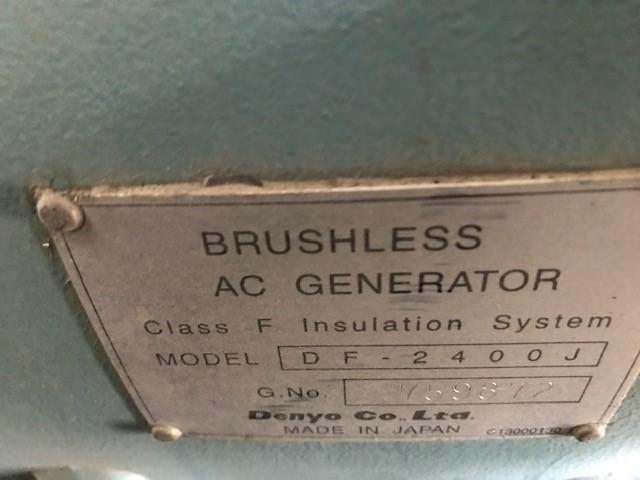 BRUSHLESS
AC GENERATOR
Class F Insulation System
MODEL DF-2400J
G.No.
Denyo Co., Ltd.
MADE IN JAPAN